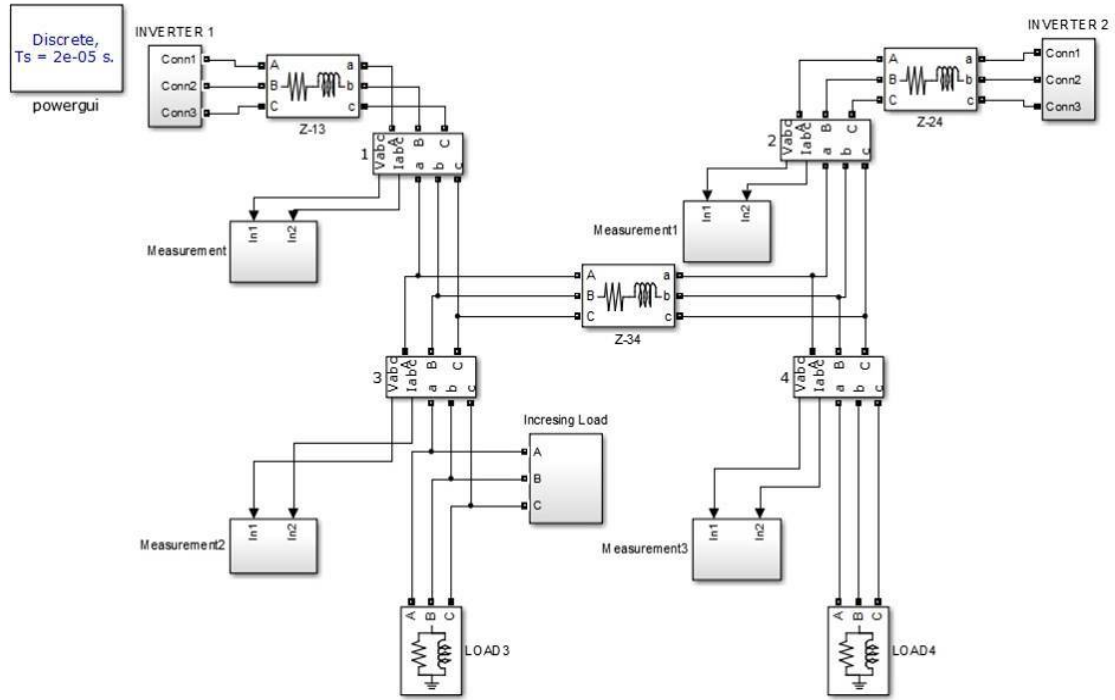 Discrete,
Ts = 2e-05 s.
powergui
INVERTER 1
Conn1
Conn2
Conn3
A
B
C
a
b
c
Z-13
INVERTER 2
Conn1
Conn2
Conn3
A
B
C
a
b
c
Z-24
1
Vabc
Iabc
A
B
C
a
b
c
2
Vabc
Iabc
A
B
C
a
b
c
In1
In2
Measurement
In1
In2
Measurement1
A
B
C
a
b
c
Z-34
3
Vabc
Iabc
A
B
C
a
b
c
4
Vabc
Iabc
A
B
C
a
b
c
Incresing Load
A
B
C
In1
In2
Measurement2
In1
In2
Measurement3
A
B
C
LOAD3
A
B
C
LOAD4